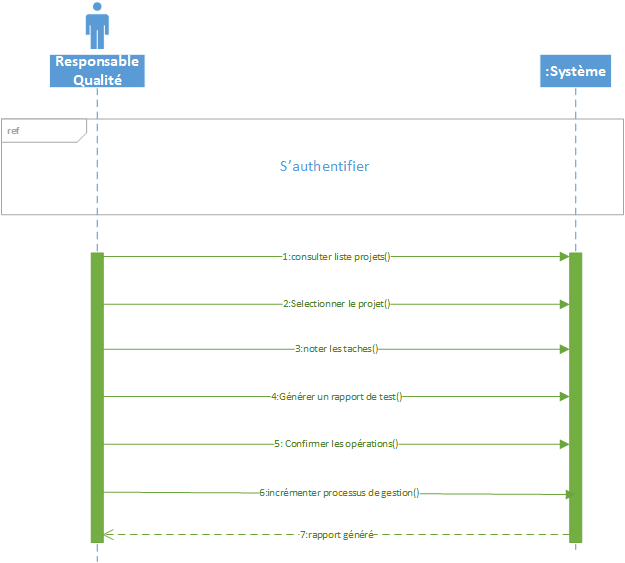 Responsable
Qualité
:Système
ref
S'authentifier
1:consulter liste projets()
2:Selectionner le projet()
3:noter les taches()
4:Générer un rapport de test()
5: Confirmer les opérations()
6:incrémenter processus de gestion()
7:rapport généré